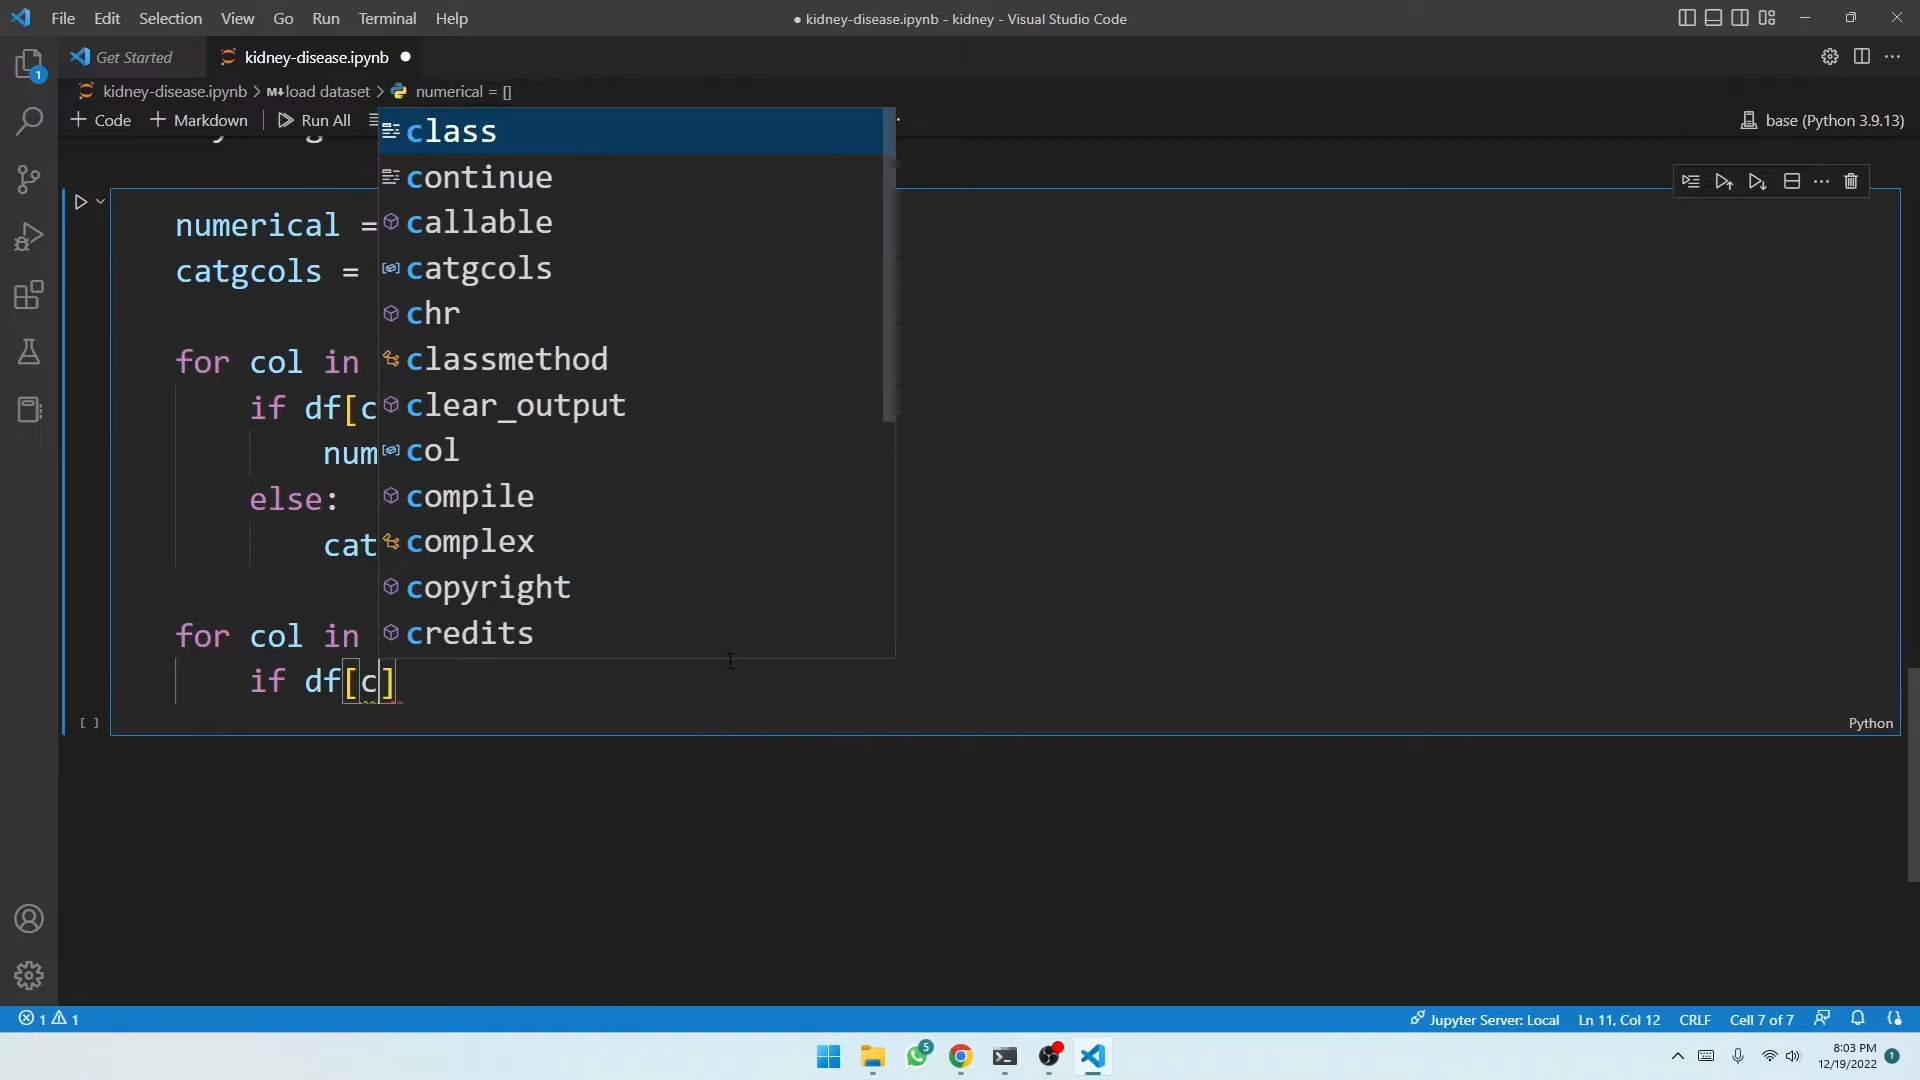 File Edit Selection View Go Run Terminal Help
● kidney-disease.ipynb - kidney - Visual Studio Code
Get Started
kidney-disease.ipynb ●
kidney-disease.ipynb > M↓load dataset > numerical = []
+ Code + Markdown Run All
base (Python 3.9.13)
numerical =
catgcols =
for col in
if df[c
num
else:
cat
for col in
if df[c]
class
continue
callable
catgcols
chr
classmethod
clear_output
col
compile
complex
copyright
credits
[ ]
Python
1
1 1
Jupyter Server: Local Ln 11, Col 12 CRLF Cell 7 of 7
5
8:03 PM
12/19/2022
1